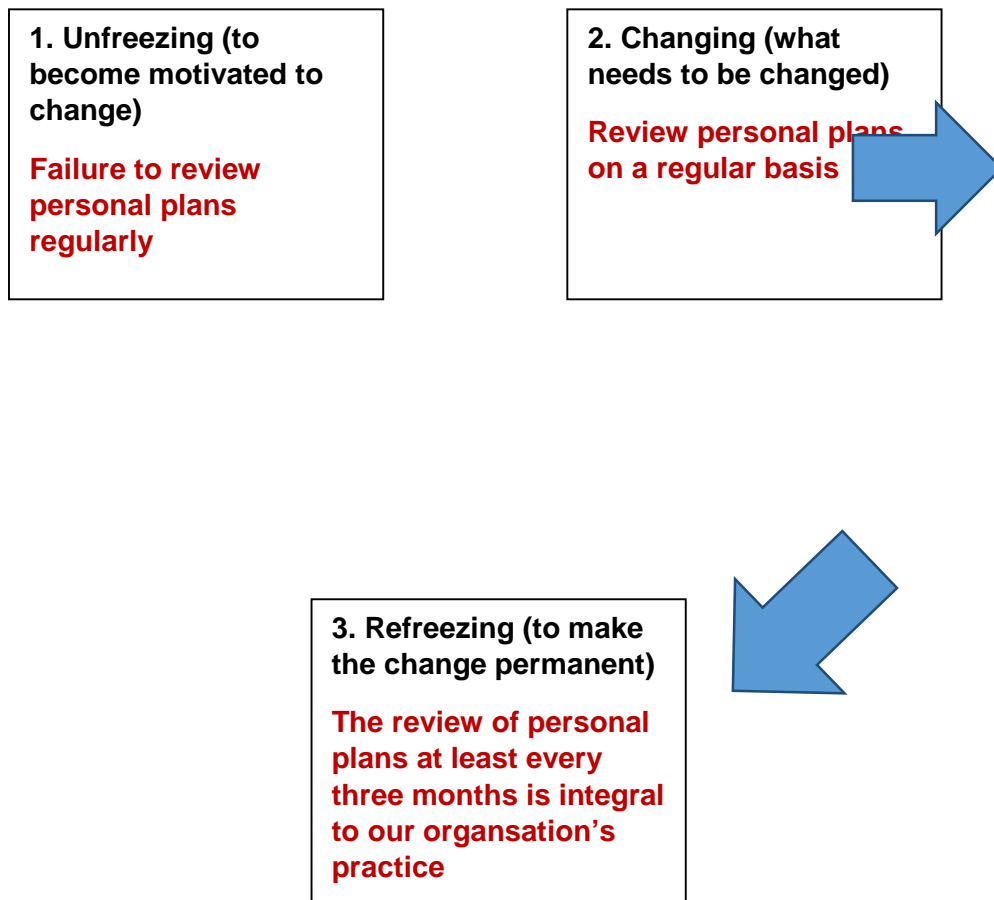 1. Unfreezing (to
become motivated to
change)
Failure to review
personal plans
regularly
2. Changing (what
needs to be changed)
Review personal plans
on a regular basis
3. Refreezing (to make
the change permanent)
The review of personal
plans at least every
three months is integral
to our organsation’s
practice